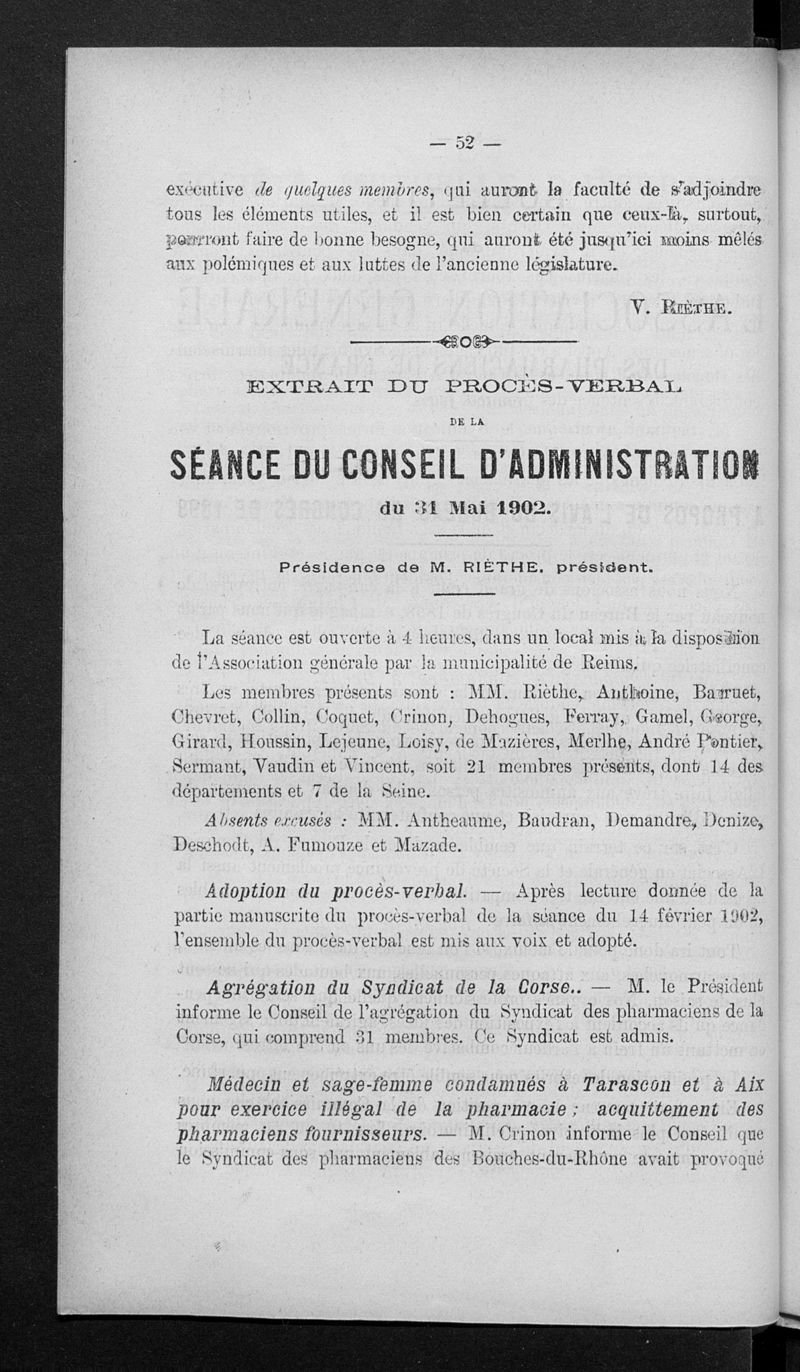 — 52 —
exécutive de quelques membres, qui auront la faculté de s'adjoindre
tous les éléments utiles, et il est bien certain que ceux-là, surtout,
pourront faire de bonne besogne, qui auront été jusqu'ici moins mêlés
aux polémiques et aux luttes de l'ancienne législature.
V. RIÈTHE.
EXTRAIT DU PROCÈS-VERBAL
DE LA
SÉANCE DU CONSEIL D'ADMINISTRATION
du 31 Mai 1902.
Présidence de M. RIÈTHE, président.
La séance est ouverte à 4 heures, dans un local mis à la disposition
de l'Association générale par la municipalité de Reims.
Les membres présents sont : MM. Rièthe, Anthoine, Barruet,
Chevret, Collin, Coquet, Crinon, Dehogues, Ferray, Gamel, George,
Girard, Houssin, Lejeune, Loisy, de Mazières, Merlhe, André Pontier,
Sermant, Vaudin et Vincent, soit 21 membres présents, dont 14 des
départements et 7 de la Seine.
Absents excusés : MM. Antheaume, Baudran, Demandre, Denize,
Deschodt, A. Fumouze et Mazade.
Adoption du procès-verbal. — Après lecture donnée de la
partie manuscrite du procès-verbal de la séance du 14 février 1902,
l'ensemble du procès-verbal est mis aux voix et adopté.
Agrégation du Syndicat de la Corse.. — M. le Président
informe le Conseil de l'agrégation du Syndicat des pharmaciens de la
Corse, qui comprend 31 membres. Ce Syndicat est admis.
Médecin et sage-femme condamnés à Tarascon et à Aix
pour exercice illégal de la pharmacie ; acquittement des
pharmaciens fournisseurs. — M. Crinon informe le Conseil que
le Syndicat des pharmaciens des Bouches-du-Rhône avait provoqué